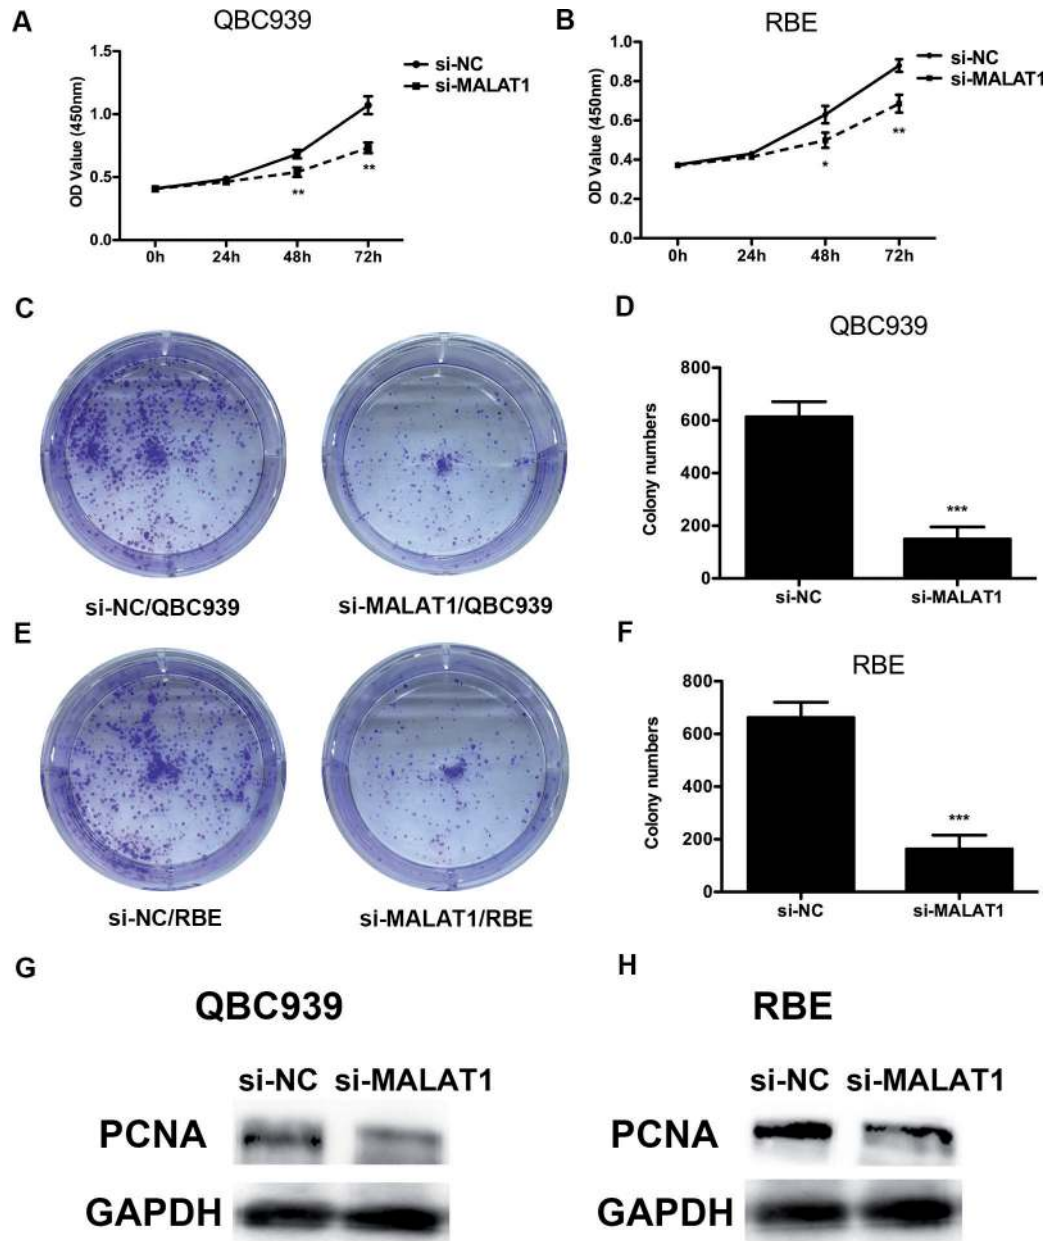 A
QBC939
OD Value (450nm)
1.5
1.0
0.5
0.0
0h 24h 48h 72h
si-NC
si-MALAT1
**
**
B
RBE
OD Value (450nm)
1.0
0.8
0.6
0.4
0.2
0.0
0h 24h 48h 72h
si-NC
si-MALAT1
*
**
C
si-NC/QBC939
si-MALAT1/QBC939
D
QBC939
Colony numbers
800
600
400
200
0
***
si-NC si-MALAT1
E
si-NC/RBE
si-MALAT1/RBE
F
RBE
Colony numbers
800
600
400
200
0
***
si-NC si-MALAT1
G
QBC939
si-NC si-MALAT1
PCNA
GAPDH
H
RBE
si-NC si-MALAT1
PCNA
GAPDH